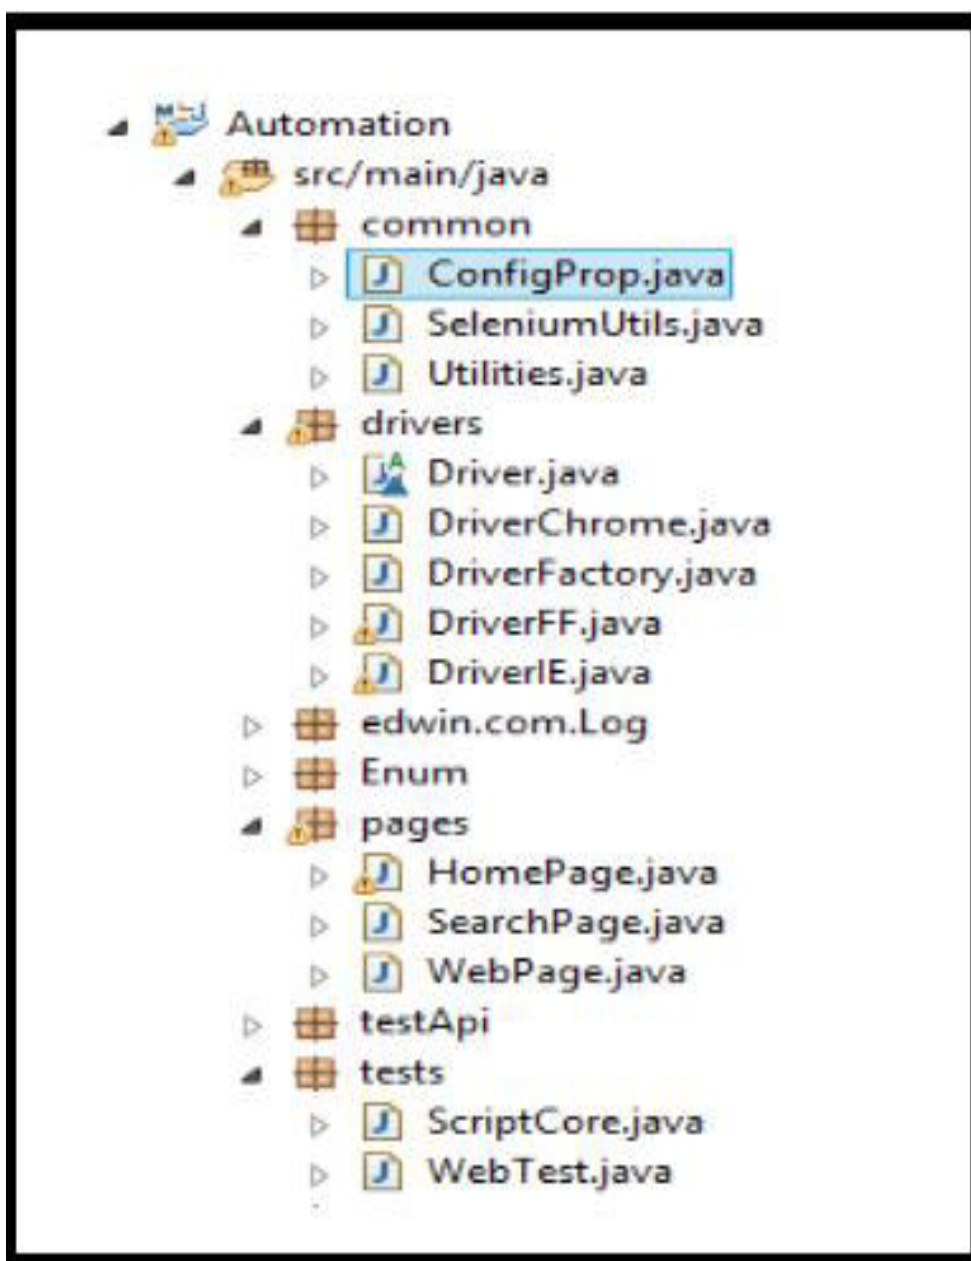 Automation
src/main/java
common
ConfigProp.java
SeleniumUtils.java
Utilities.java
drivers
Driver.java
DriverChrome.java
DriverFactory.java
DriverFF.java
DriverIE.java
edwin.com.Log
Enum
pages
HomePage.java
SearchPage.java
WebPage.java
testApi
tests
ScriptCore.java
WebTest.java